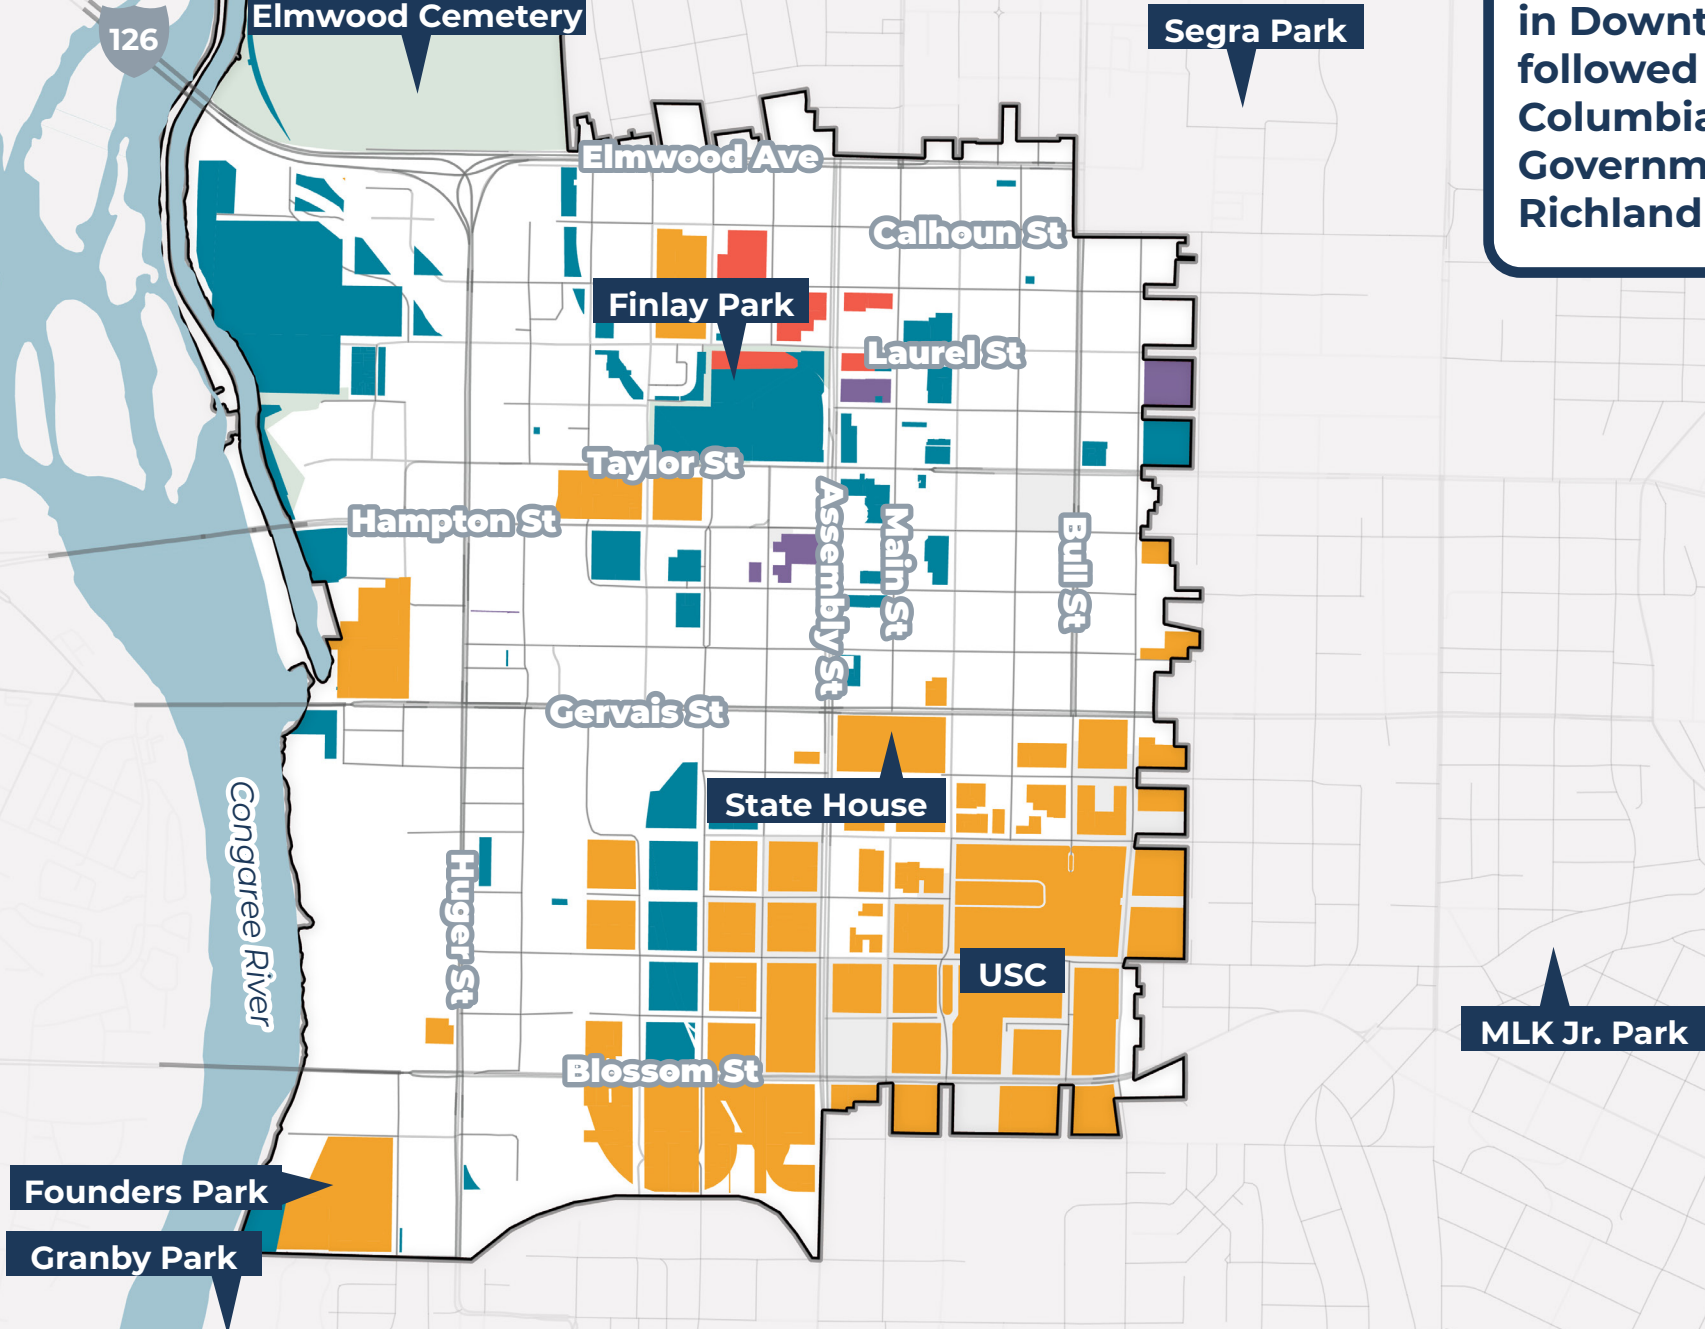 Elmwood Cemetery
126
Segra Park
in Downt
followed
Columbia
Governm
Richland
Elmwood Ave
Calhoun St
Finlay Park
Laurel St
Taylor St
Hampton St
Assembly St
Main St
Bull St
Gervais St
State House
Congaree River
Huger St
USC
MLK Jr. Park
Blossom St
Founders Park
Granby Park